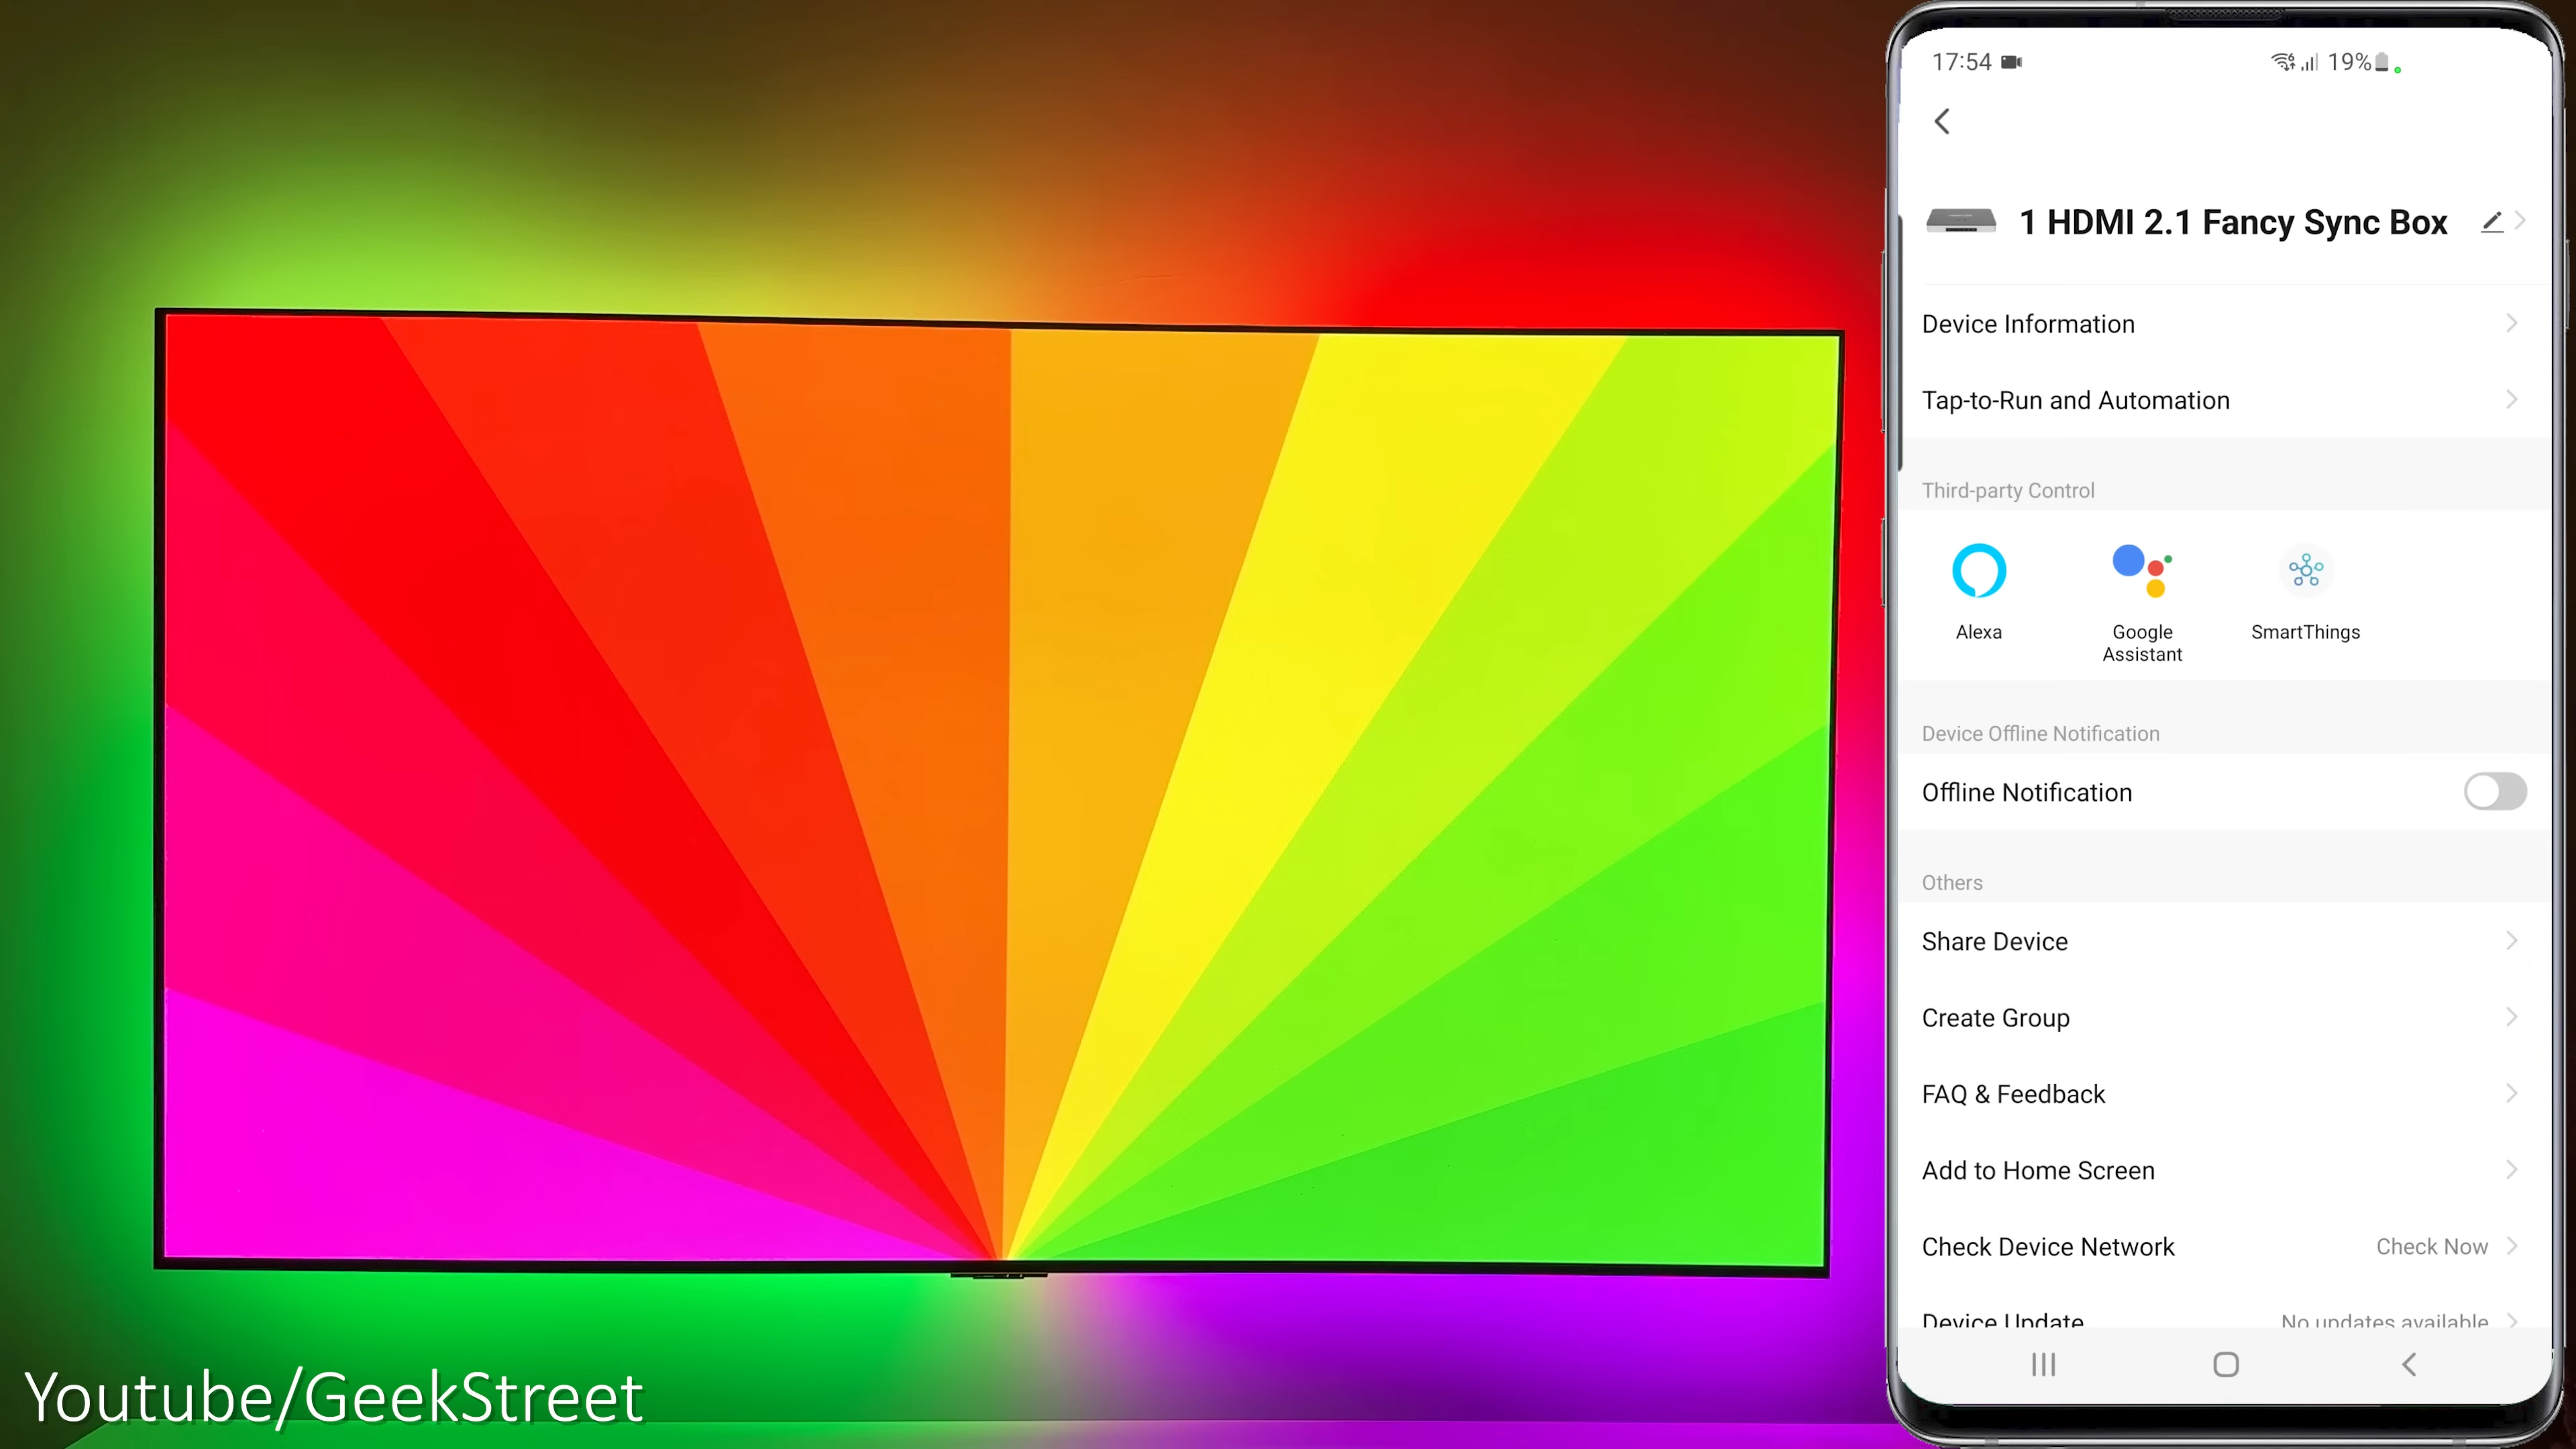 17:54
19%
1 HDMI 2.1 Fancy Sync Box
Device Information
Tap-to-Run and Automation
Third-party Control
Alexa
Google
Assistant
SmartThings
Device Offline Notification
Offline Notification
Others
Share Device
Create Group
FAQ & Feedback
Add to Home Screen
Check Device Network
Check Now
Device Update
No updates available
Youtube/GeekStreet